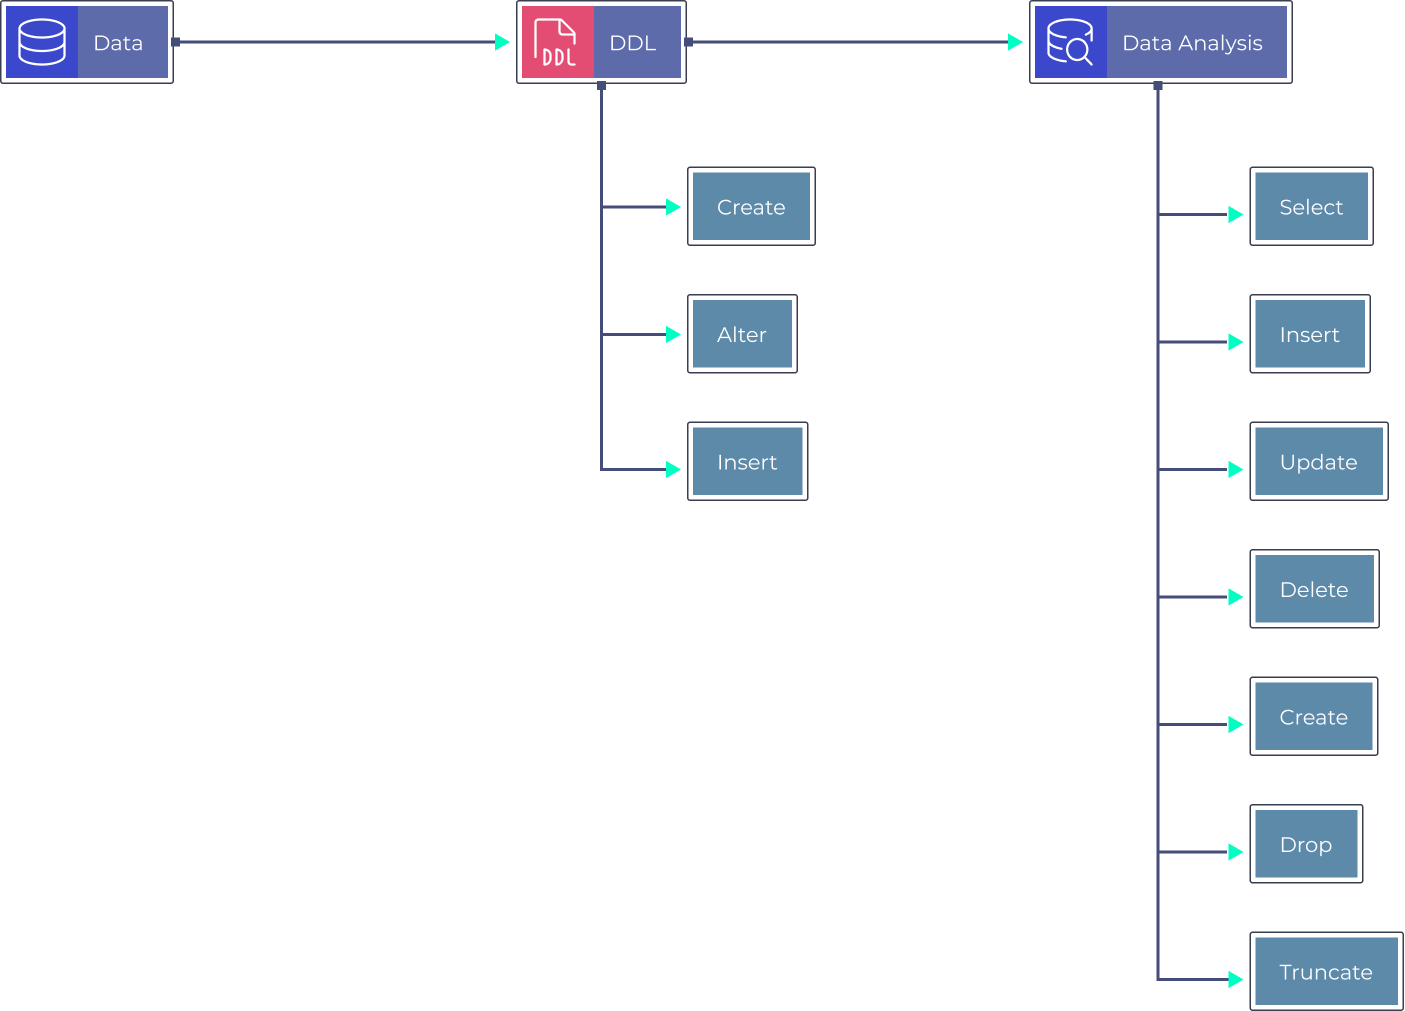 Data
DDL
DDL
Data Analysis
Create
Alter
Insert
Select
Insert
Update
Delete
Create
Drop
Truncate